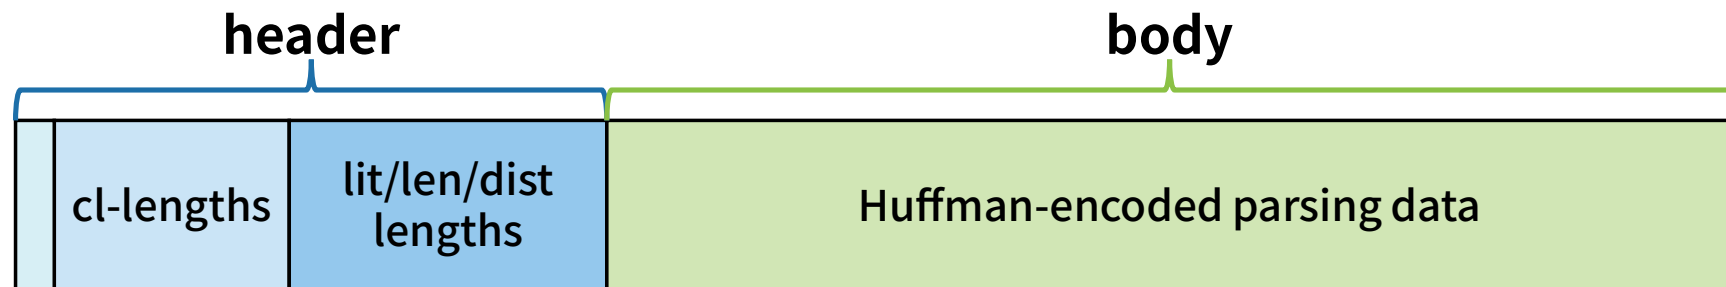 header
body
cl-lengths
lit/len/dist
lengths
Huffman-encoded parsing data